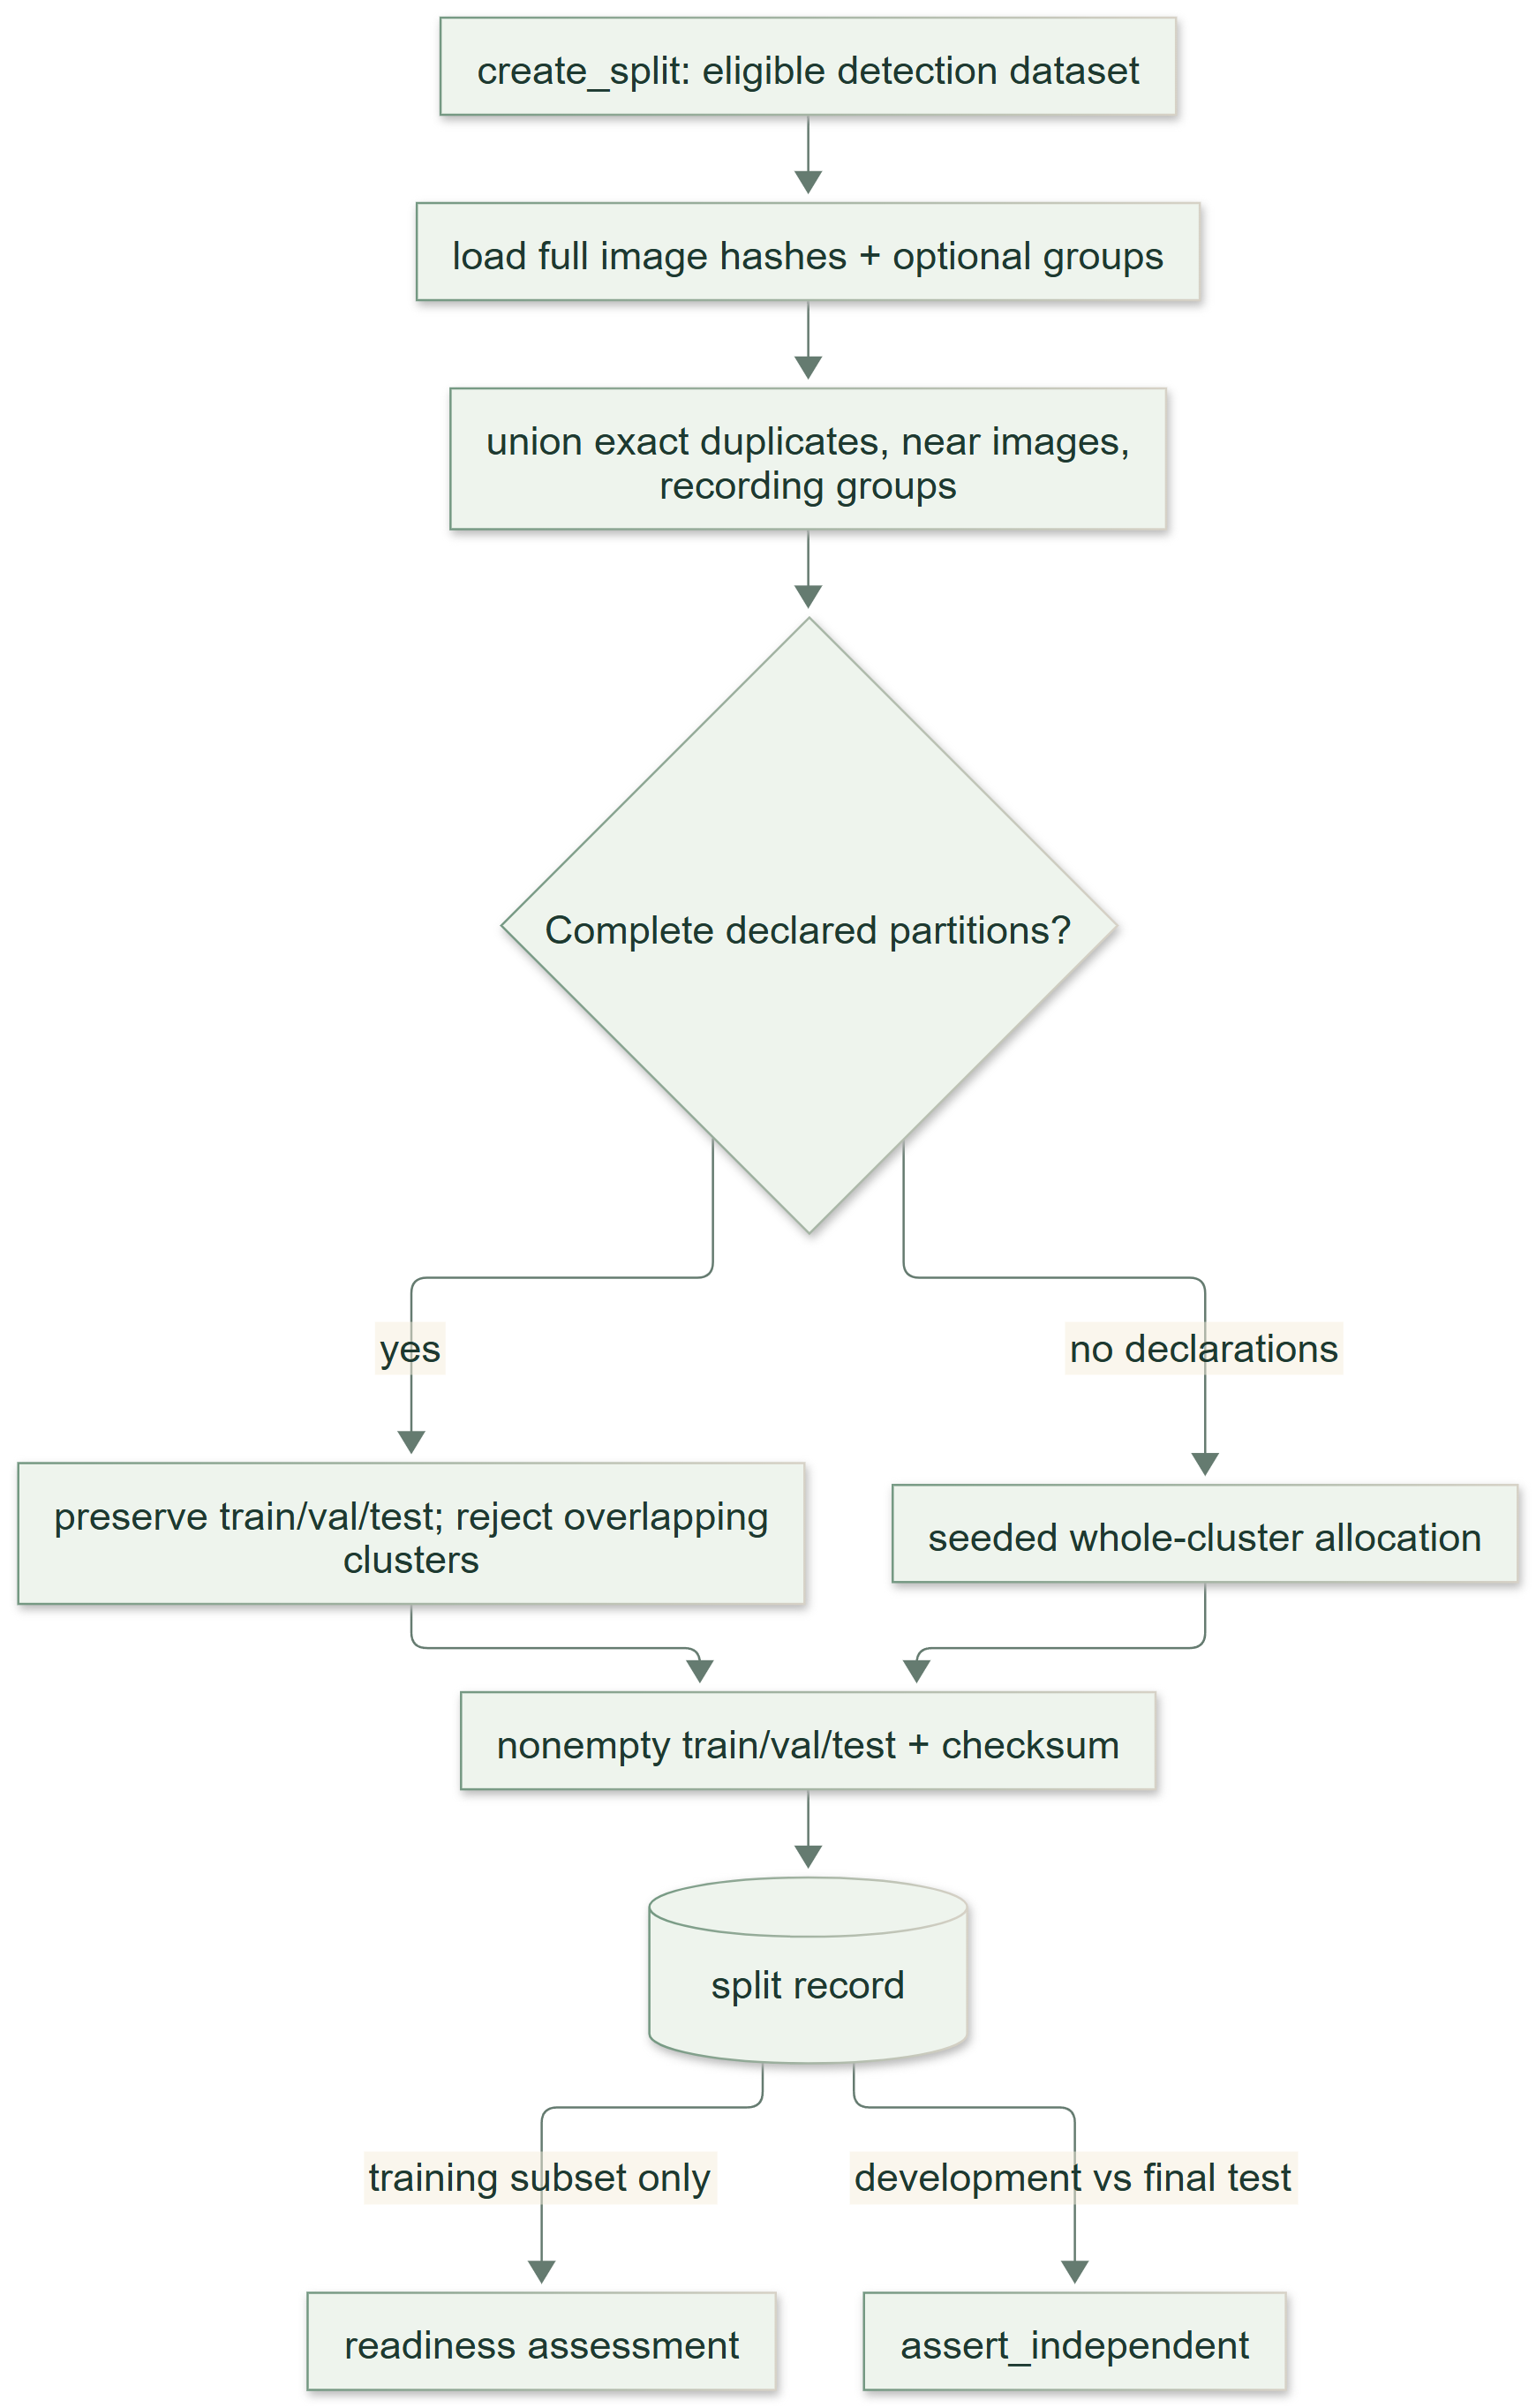 create_split: eligible detection dataset
load full image hashes + optional groups
union exact duplicates, near images,
recording groups
Complete declared partitions?
yes
no declarations
preserve train/val/test; reject overlapping
clusters
seeded whole-cluster allocation
nonempty train/val/test + checksum
split record
training subset only
development vs final test
readiness assessment
assert_independent